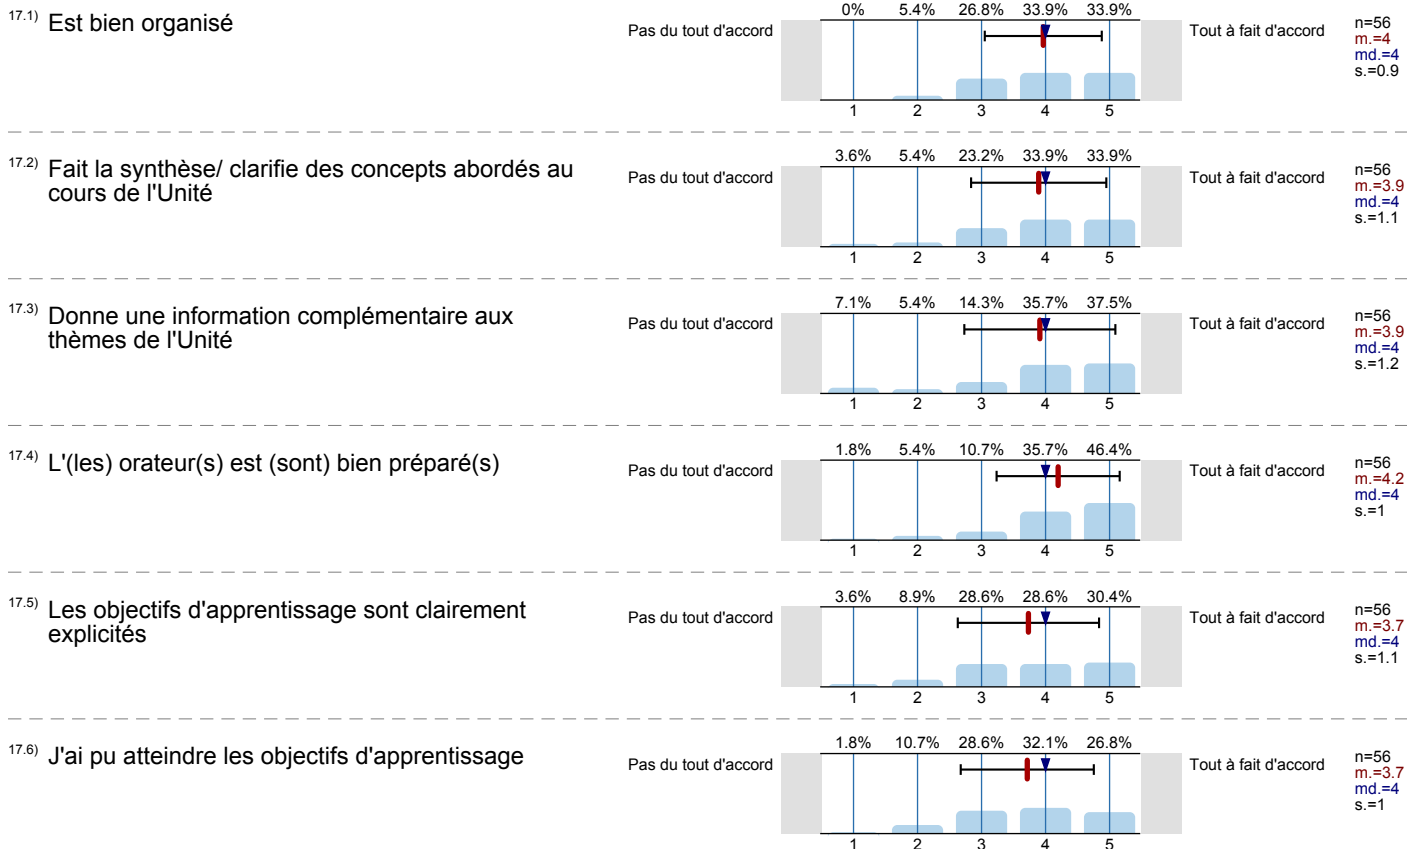 17.1) Est bien organisé
Pas du tout d'accord
0% 5.4% 26.8% 33.9% 33.9%
1 2 3 4 5
Tout à fait d'accord
n=56
m.=4
md.=4
s.=0.9
17.2) Fait la synthèse/ clarifie des concepts abordés au
cours de l'Unité
Pas du tout d'accord
3.6% 5.4% 23.2% 33.9% 33.9%
1 2 3 4 5
Tout à fait d'accord
n=56
m.=3.9
md.=4
s.=1.1
17.3) Donne une information complémentaire aux
thèmes de l'Unité
Pas du tout d'accord
7.1% 5.4% 14.3% 35.7% 37.5%
1 2 3 4 5
Tout à fait d'accord
n=56
m.=3.9
md.=4
s.=1.2
17.4) L'(les) orateur(s) est (sont) bien préparé(s)
Pas du tout d'accord
1.8% 5.4% 10.7% 35.7% 46.4%
1 2 3 4 5
Tout à fait d'accord
n=56
m.=4.2
md.=4
s.=1
17.5) Les objectifs d'apprentissage sont clairement
explicités
Pas du tout d'accord
3.6% 8.9% 28.6% 28.6% 30.4%
1 2 3 4 5
Tout à fait d'accord
n=56
m.=3.7
md.=4
s.=1.1
17.6) J'ai pu atteindre les objectifs d'apprentissage
Pas du tout d'accord
1.8% 10.7% 28.6% 32.1% 26.8%
1 2 3 4 5
Tout à fait d'accord
n=56
m.=3.7
md.=4
s.=1